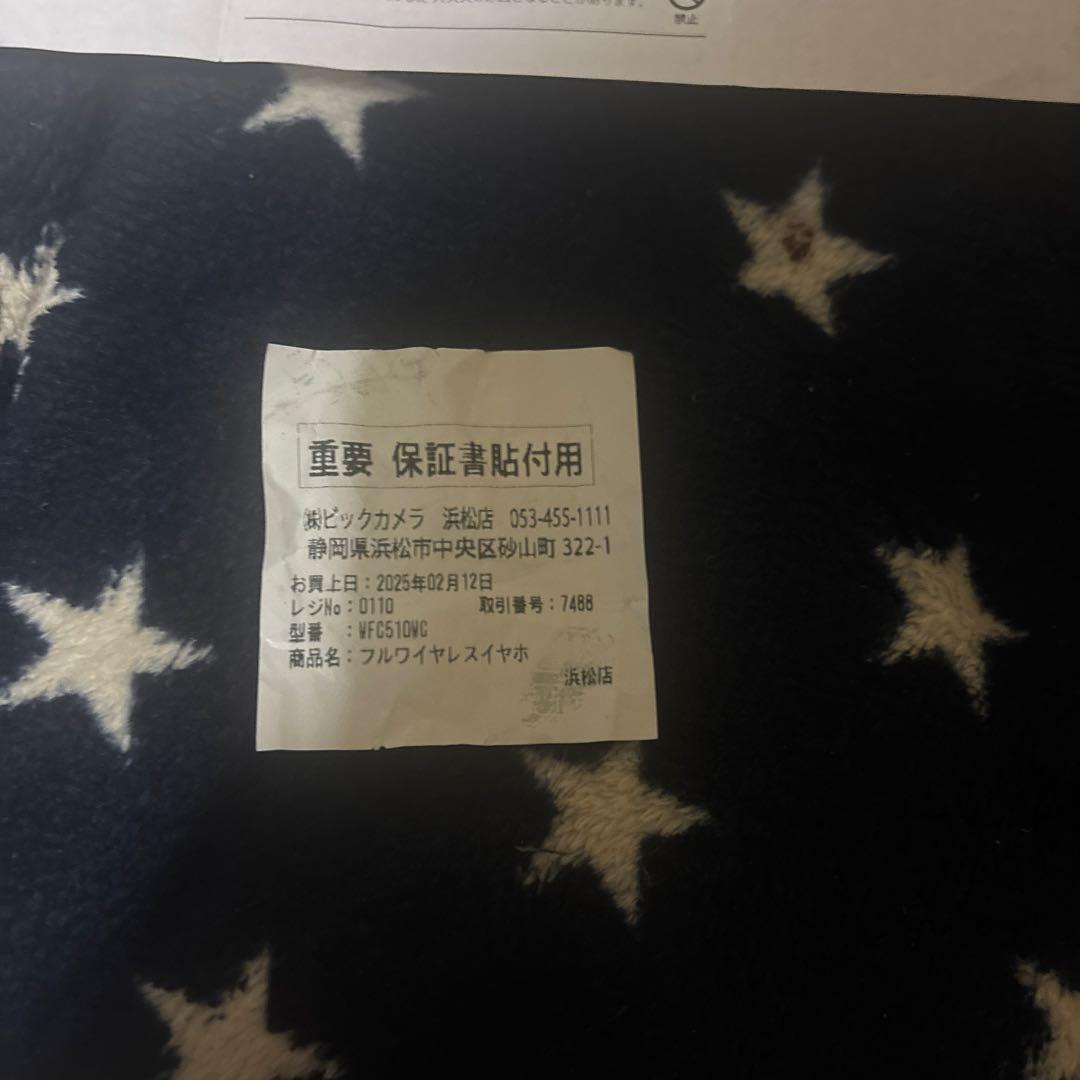 禁止
重要 保証書貼付用
㈱ビックカメラ 浜松店 053-455-1111
静岡県浜松市中央区砂山町 322-1
お買上日:2025年02月12日
レジNo:0110 取引番号:7488
型番 :WFC510WC
商品名:フルワイヤレスイヤホ
浜松店